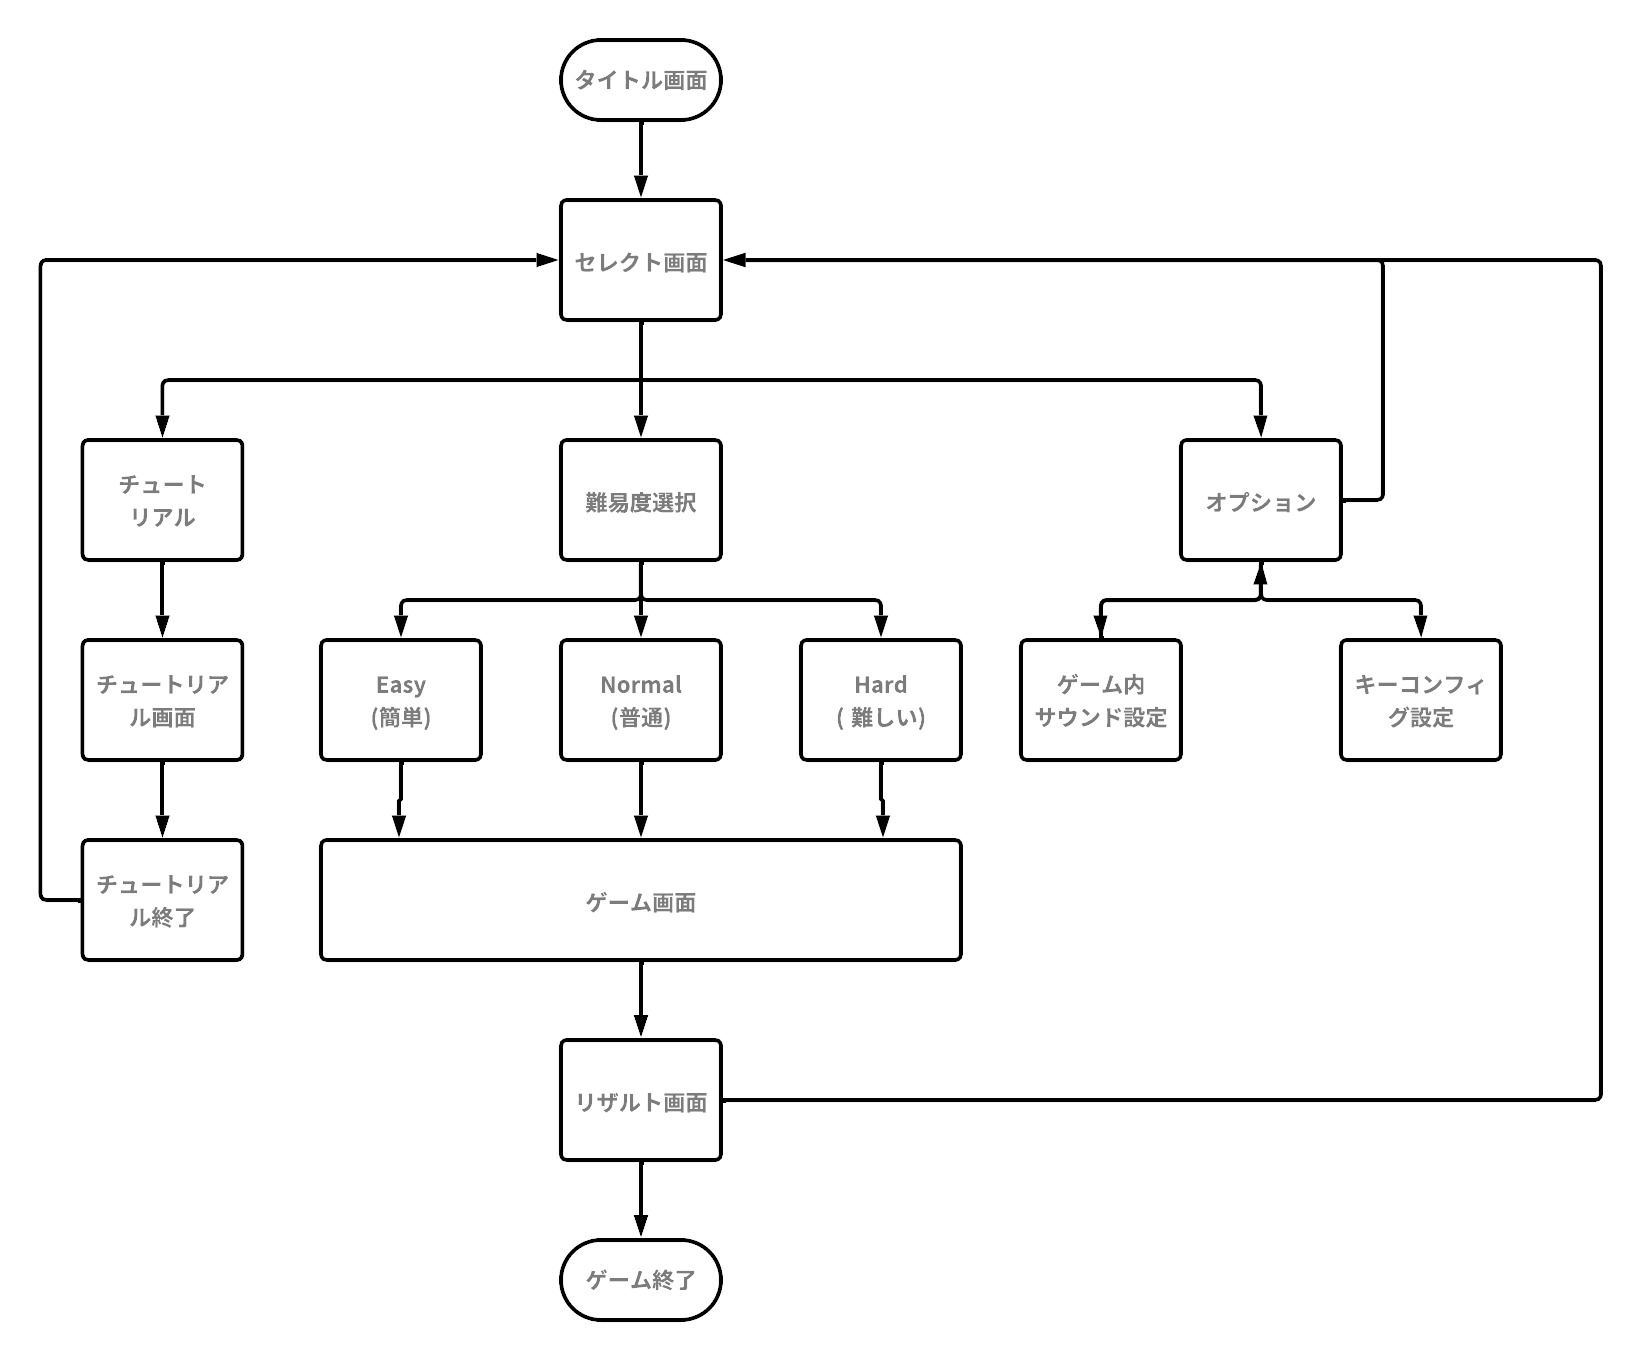 タイトル画面
セレクト画面
チュート
リアル
難易度選択
オプション
チュートリア
ル画面
Easy
(簡単)
Normal
(普通)
Hard
( 難しい)
ゲーム内
サウンド設定
キーコンフィ
グ設定
チュートリア
ル終了
ゲーム画面
リザルト画面
ゲーム終了